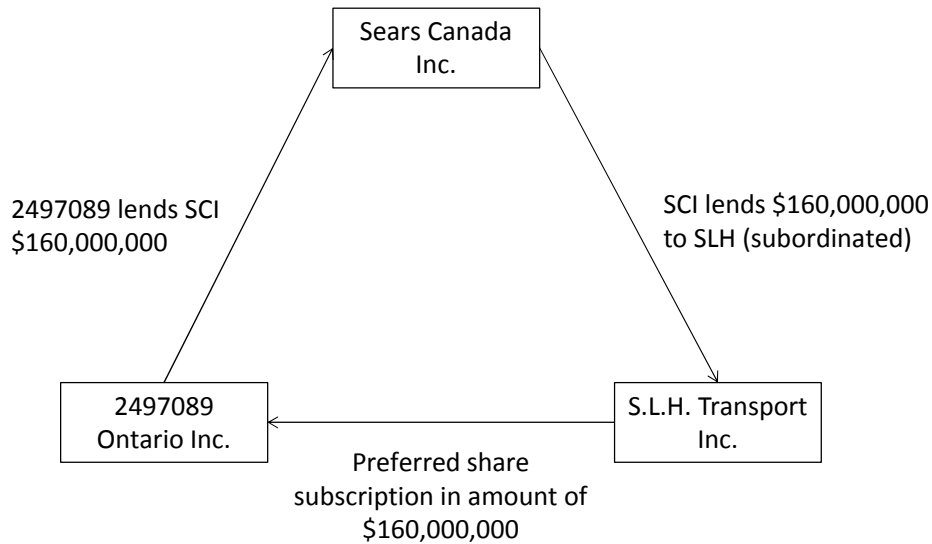 Sears Canada
Inc.
2497089 lends SCI
$160,000,000
SCI lends $160,000,000
to SLH (subordinated)
2497089
Ontario Inc.
S.L.H. Transport
Inc.
Preferred share
subscription in amount of
$160,000,000